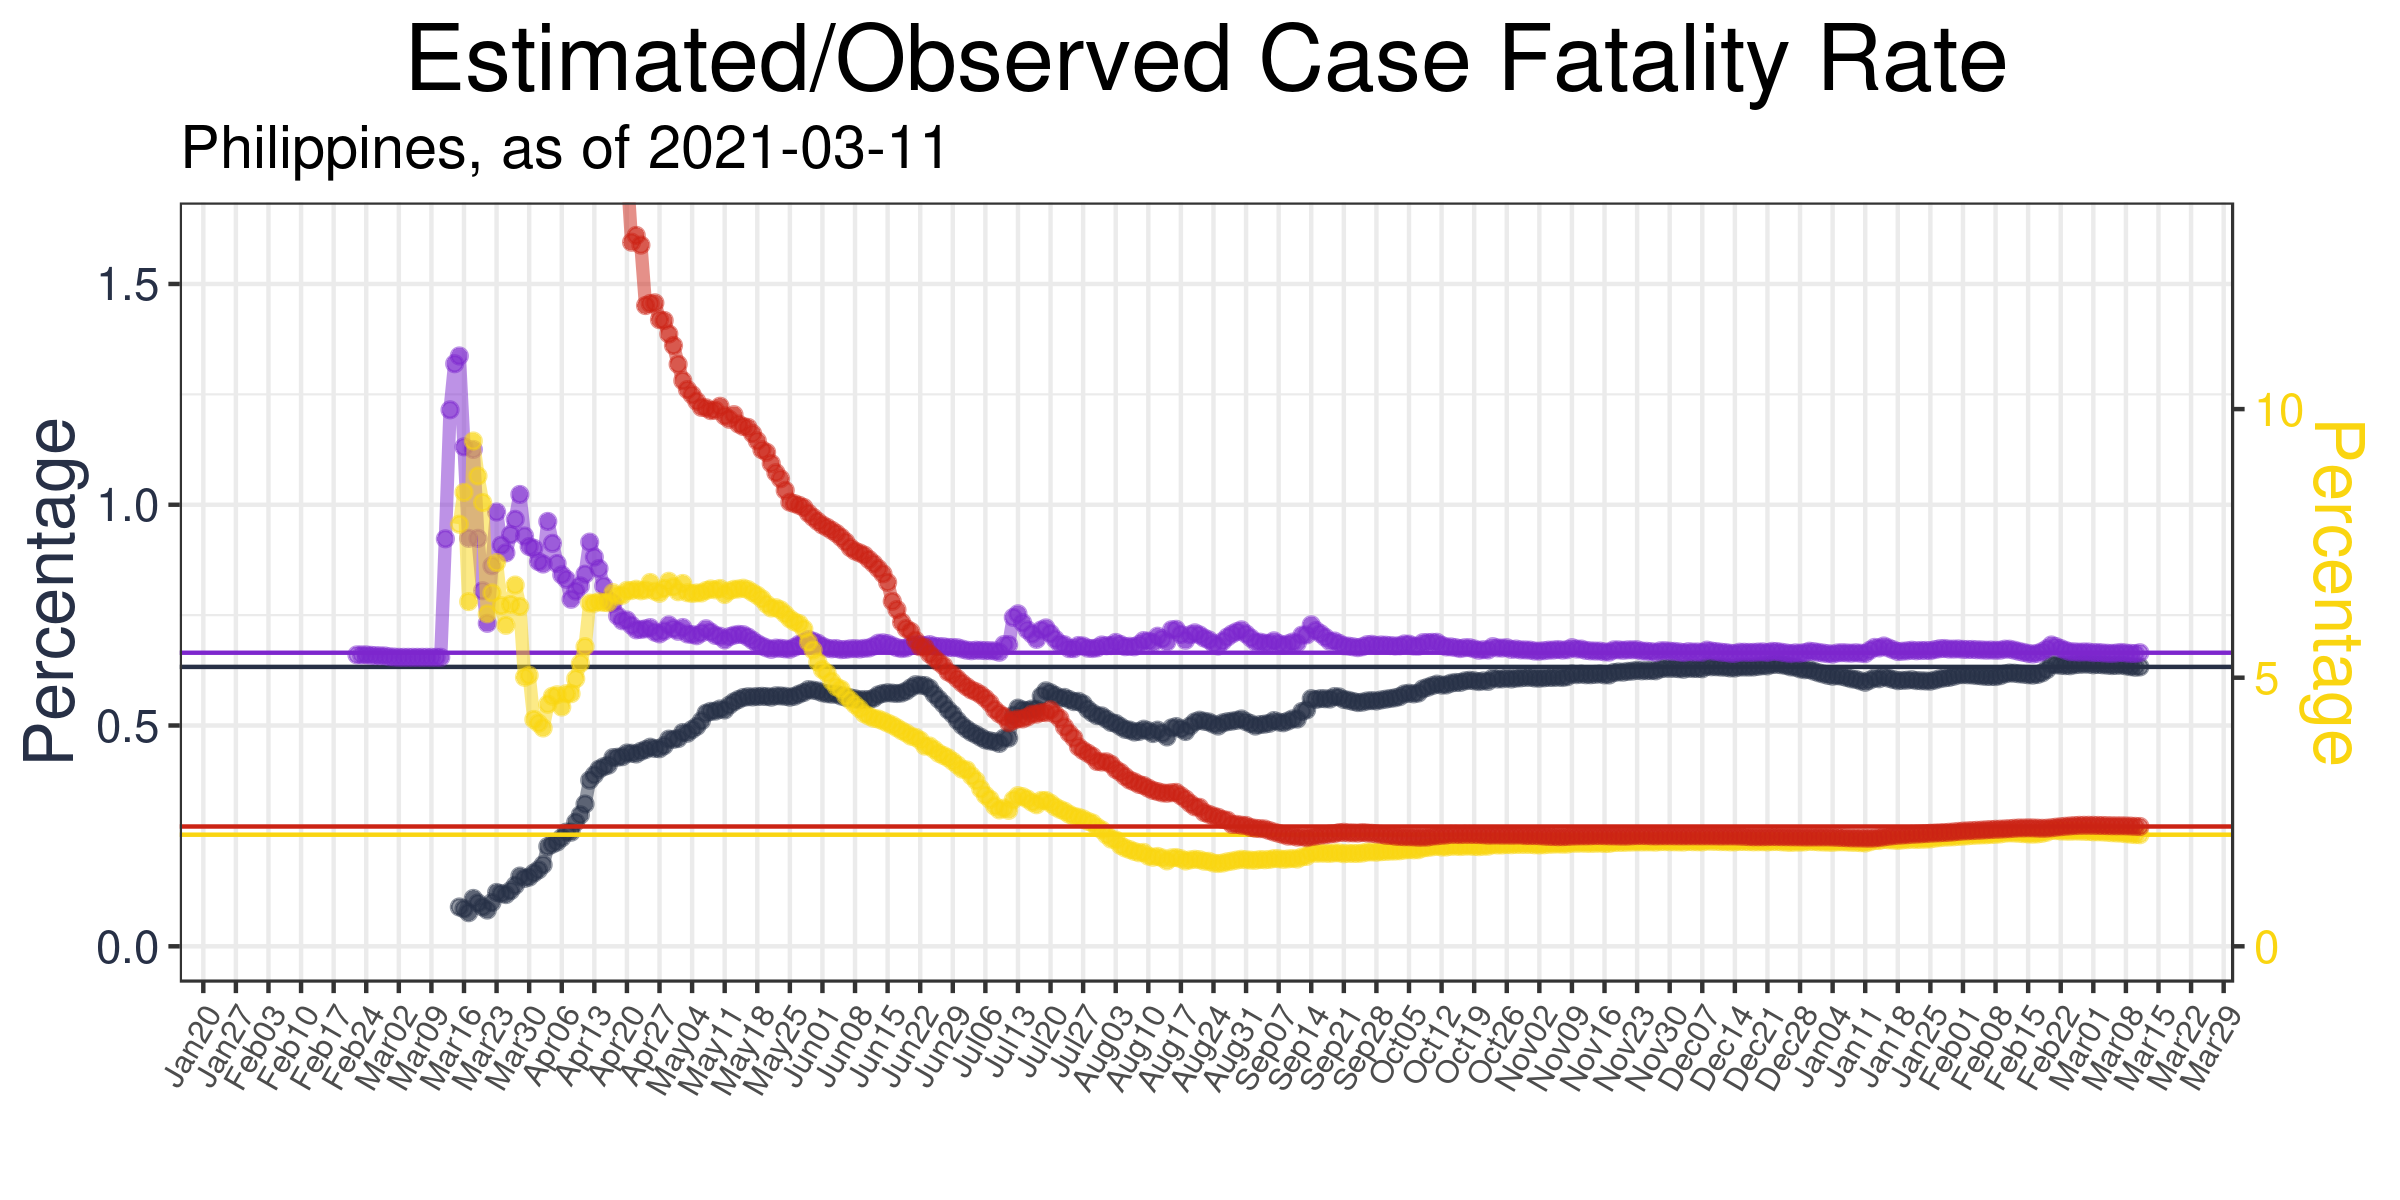 Estimated/Observed Case Fatality Rate
Philippines, as of 2021-03-11
Percentage
1.5
1.0
0.5
0.0
10
5
0
Percentage
Jan20 Jan27 Feb03 Feb10 Feb17 Feb24 Mar02 Mar09 Mar16 Mar23 Mar30 Apr06 Apr13 Apr20 Apr27 May04 May11 May18 May25 Jun01 Jun08 Jun15 Jun22 Jun29 Jul06 Jul13 Jul20 Jul27 Aug03 Aug10 Aug17 Aug24 Aug31 Sep07 Sep14 Sep21 Sep28 Oct05 Oct12 Oct19 Oct26 Nov02 Nov09 Nov16 Nov23 Nov30 Dec07 Dec14 Dec21 Dec28 Dec04 Jan11 Jan18 Jan25 Feb01 Feb08 Feb15 Feb22 Mar01 Mar08 Mar15 Mar22 Mar29